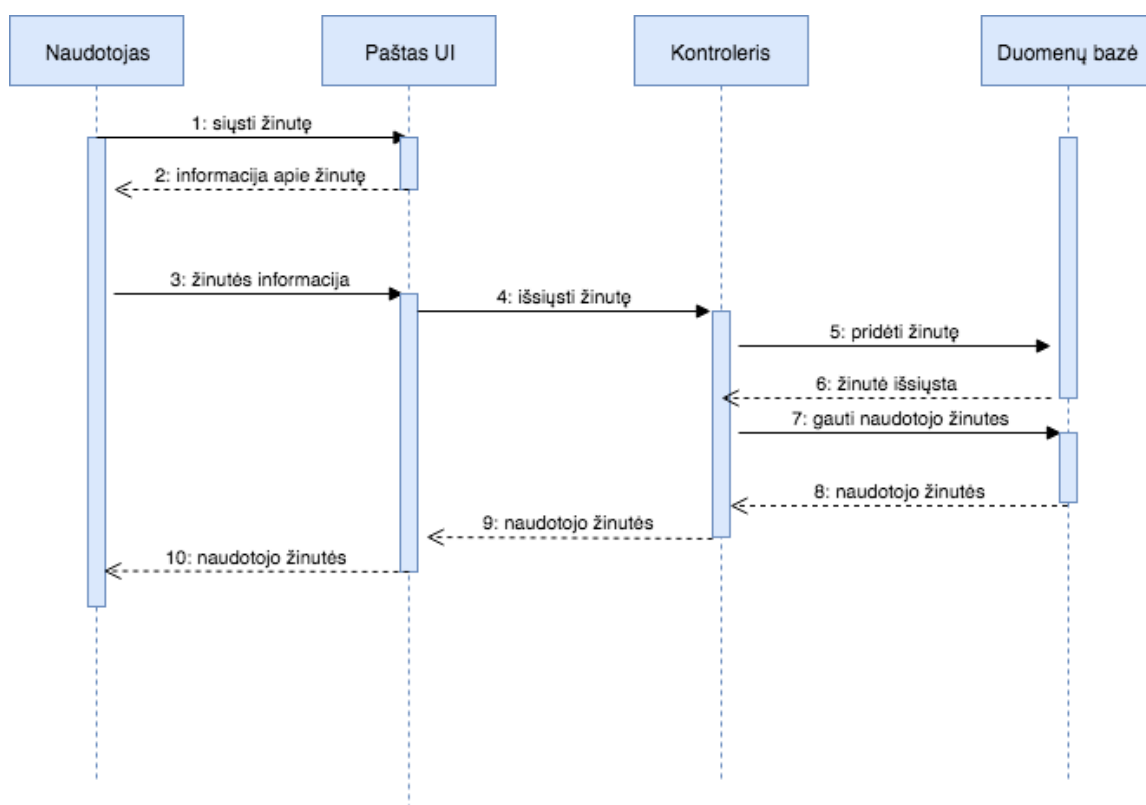 Naudotojas
Paštas UI
Kontroleris
Duomenų bazė
1: siųsti žinutę
2: informacija apie žinutę
3: žinutės informacija
4: išsiųsti žinutę
5: pridėti žinutę
6: žinutė išsiųsta
7: gauti naudotojo žinutes
8: naudotojo žinutės
9: naudotojo žinutės
10: naudotojo žinutės